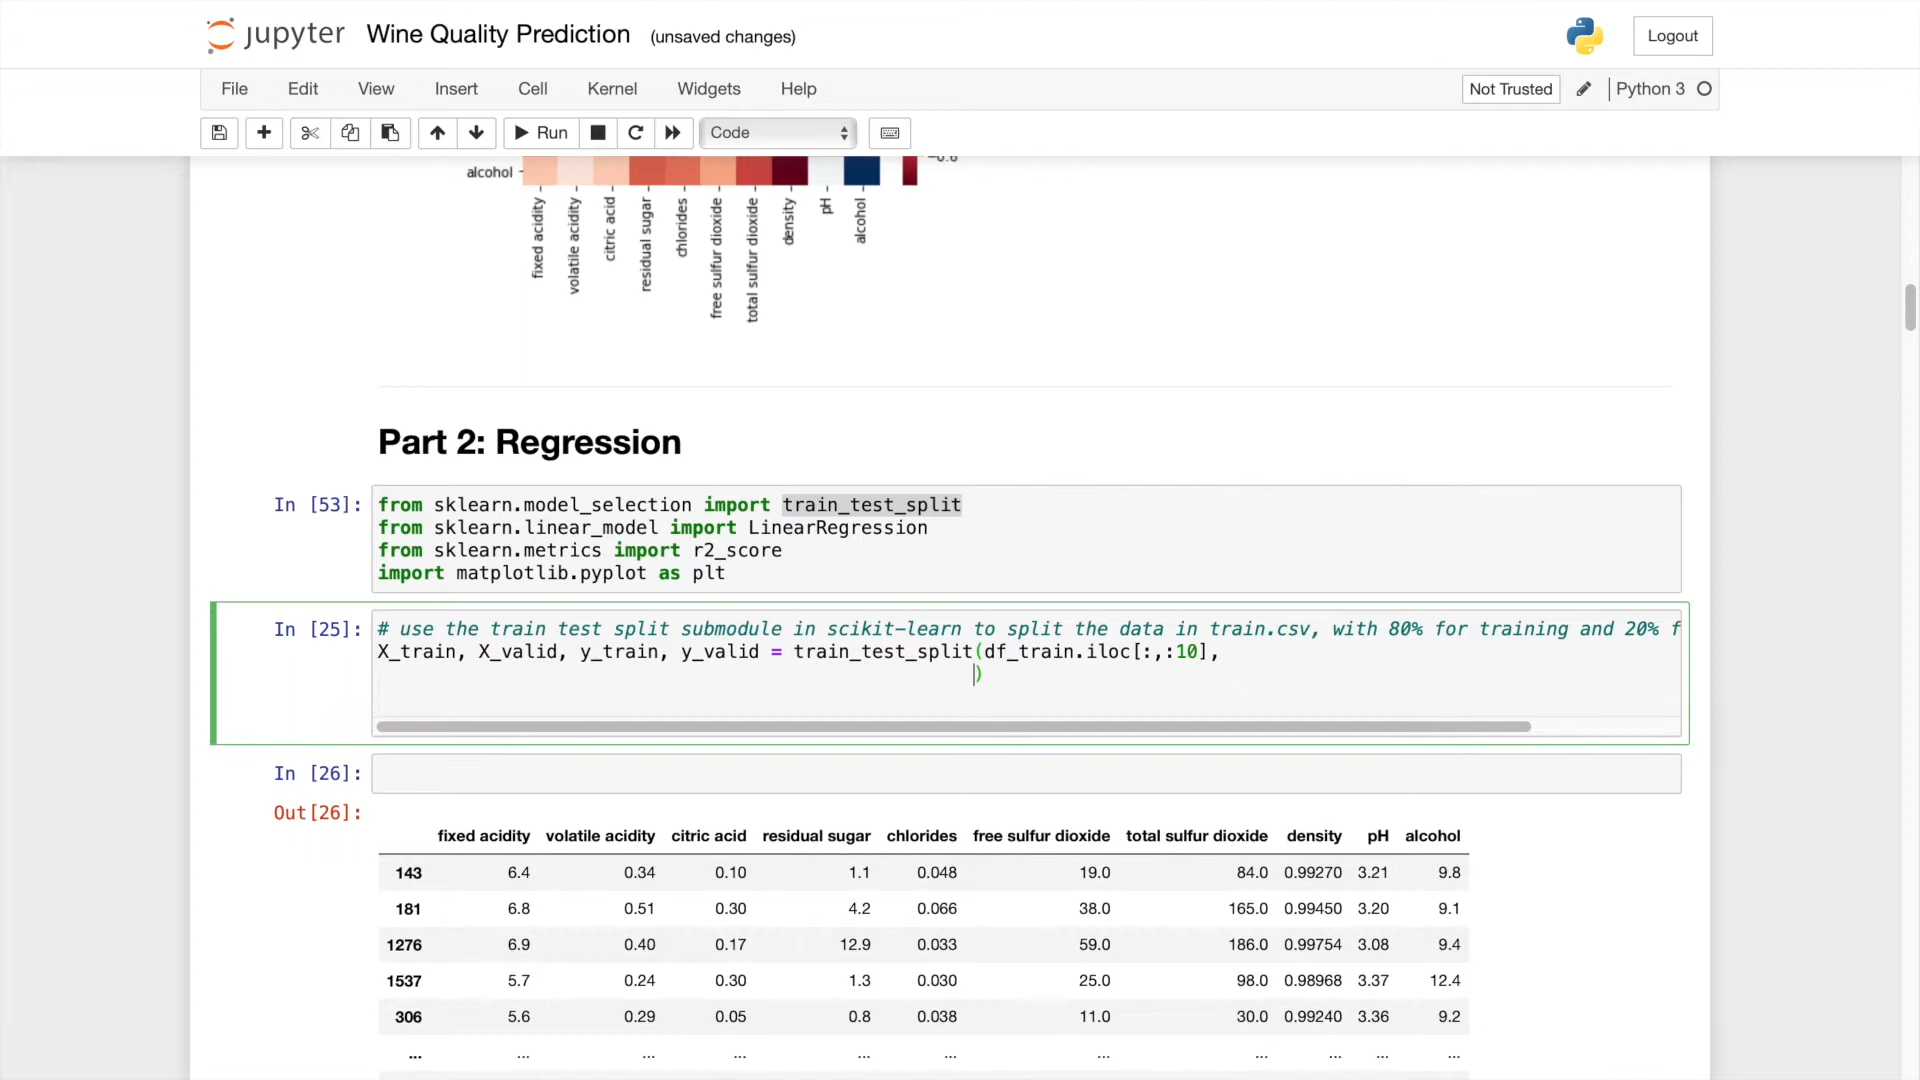 jupyter Wine Quality Prediction (unsaved changes)
Logout
File Edit View Insert Cell Kernel Widgets Help
Not Trusted Python 3
Run Code
alcohol
−0.6
fixed acidity
volatile acidity
citric acid
residual sugar
chlorides
free sulfur dioxide
total sulfur dioxide
density
pH
alcohol
Part 2: Regression
In [53]: from sklearn.model_selection import train_test_split
from sklearn.linear_model import LinearRegression
from sklearn.metrics import r2_score
import matplotlib.pyplot as plt
In [25]: # use the train test split submodule in scikit-learn to split the data in train.csv, with 80% for training and 20% f
X_train, X_valid, y_train, y_valid = train_test_split(df_train.iloc[:,:10],
)
In [26]:
Out[26]:
fixed acidity volatile acidity citric acid residual sugar chlorides free sulfur dioxide total sulfur dioxide density pH alcohol
143 6.4 0.34 0.10 1.1 0.048 19.0 84.0 0.99270 3.21 9.8
181 6.8 0.51 0.30 4.2 0.066 38.0 165.0 0.99450 3.20 9.1
1276 6.9 0.40 0.17 12.9 0.033 59.0 186.0 0.99754 3.08 9.4
1537 5.7 0.24 0.30 1.3 0.030 25.0 98.0 0.98968 3.37 12.4
306 5.6 0.29 0.05 0.8 0.038 11.0 30.0 0.99240 3.36 9.2
... ... ... ... ... ... ... ... ... ... ...